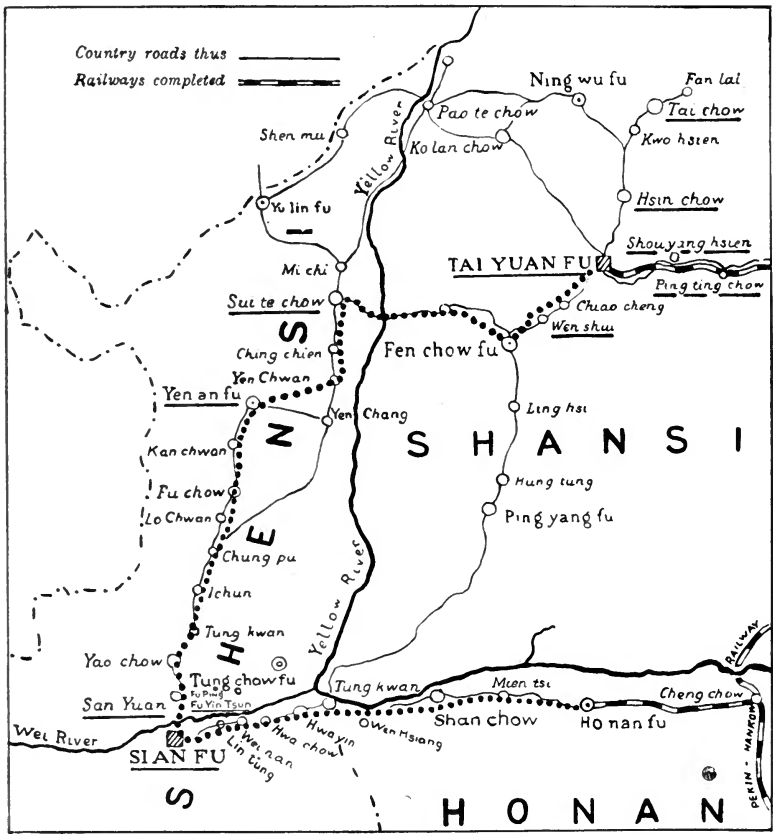 Country roads thus
Railways completed
Ning wu fu
Fan lai
Tai chow
Pao te chow
Shen mu
Yellow River
Ko lan chow
Kwo hsien
Hsin chow
Yu lin fu
Shou yang hsien
Mi chi
TAI YUAN FU
Ping ting chow
Sui te chow
Chiao cheng
Wen shui
Ching chien
Fen chow fu
Yen Chwan
Yen an fu
Yen Chang
Ling hsi
SHANSI
Kan chwan
Hung tung
Fu chow
Ping yang fu
Lo Chwan
Chung pu
Yellow River
Ichun
Tung kwan
Yao chow
Tung chow fu
Fu Ping
Fu Yin Tsun
San Yuan
Tung kwan
Mien tsi
Cheng chow
RAILWAY
Wei River
SIAN FU
Lin tung
Wei nan
Hwa chow
Hwa yin
Wen Hsiang
Shan chow
Ho nan fu
PEKIN-HANKOW
SHENSI
HONAN